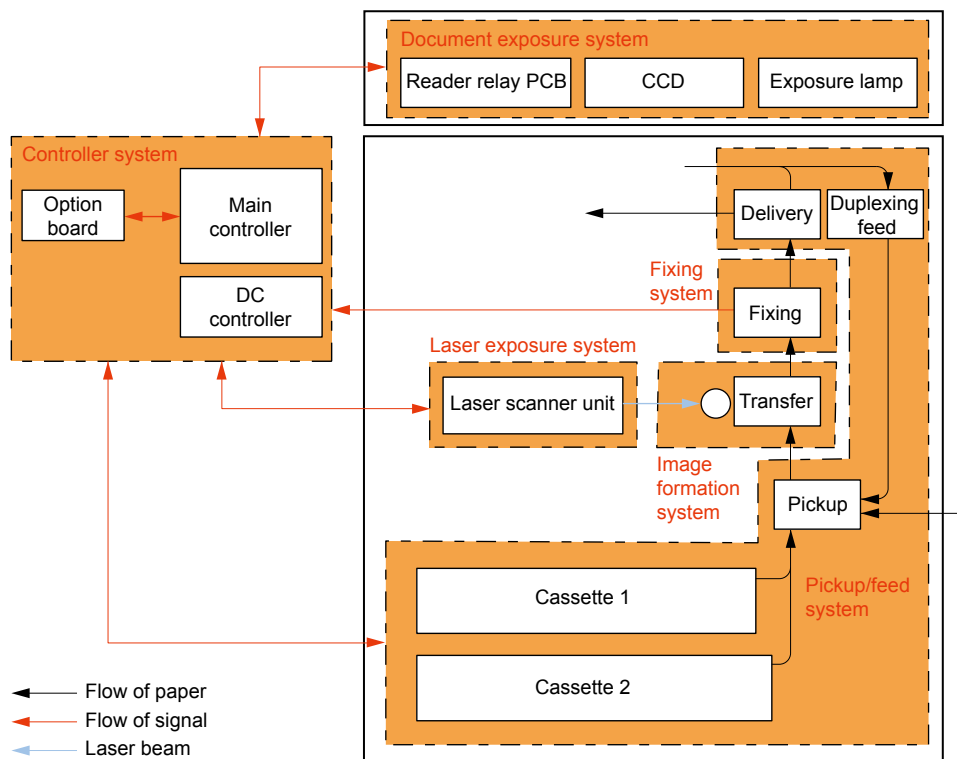 Document exposure system
Reader relay PCB
CCD
Exposure lamp
Controller system
Option
board
Main
controller
DC
controller
Delivery
Duplexing
feed
Fixing
system
Fixing
Laser exposure system
Laser scanner unit
Transfer
Image
formation
system
Pickup
Cassette 1
Pickup/feed
system
Cassette 2
Flow of paper
Flow of signal
Laser beam